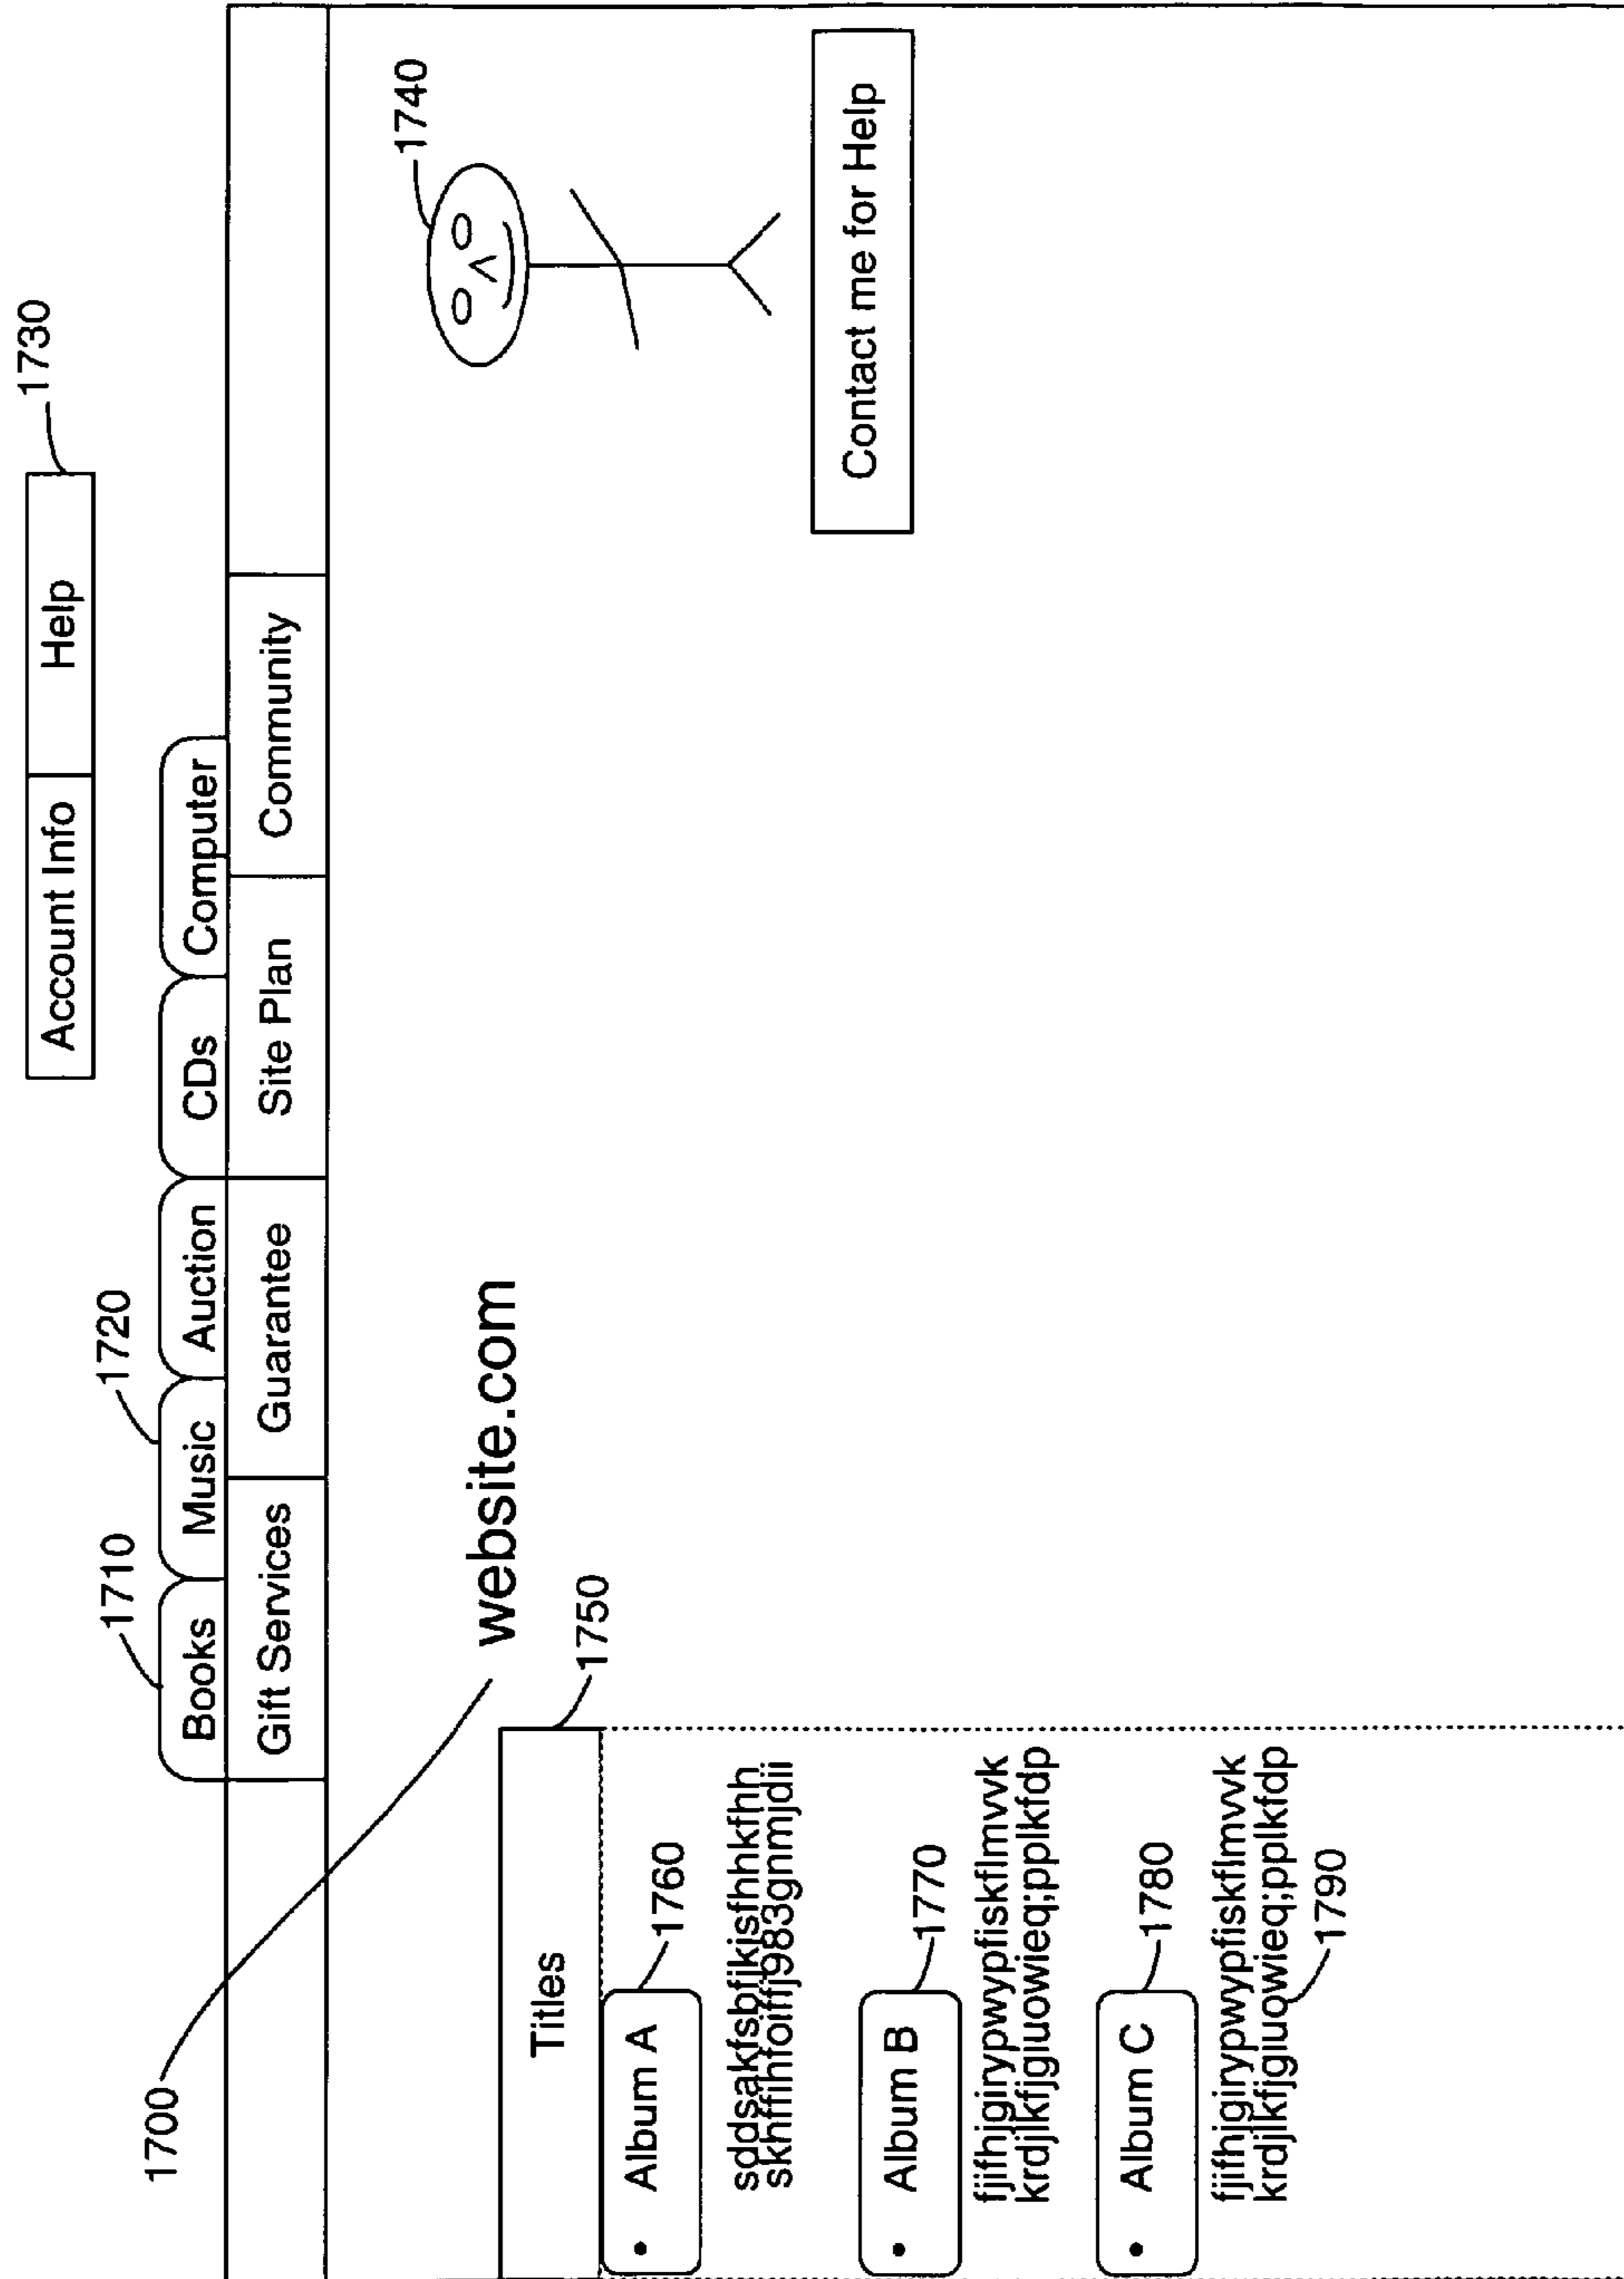 1730
Account Info Help
1710 1720
Books Music Auction CDs Computer
Gift Services Guarantee Site Plan Community
1700
website.com
1740
Contact me for Help
1750
Titles
• Album A
1760
sddsakfsbfjkjsfhhkfhh
skhffihfoiffj983gnmjdii
• Album B
1770
fjifhjgirypwypfiskflmvvk
krdjlkfjgiuowieq;pplkfdp
• Album C
1780
fjifhjgirypwypfiskflmvvk
krdjlkfjgiuowieq;pplkfdp
1790